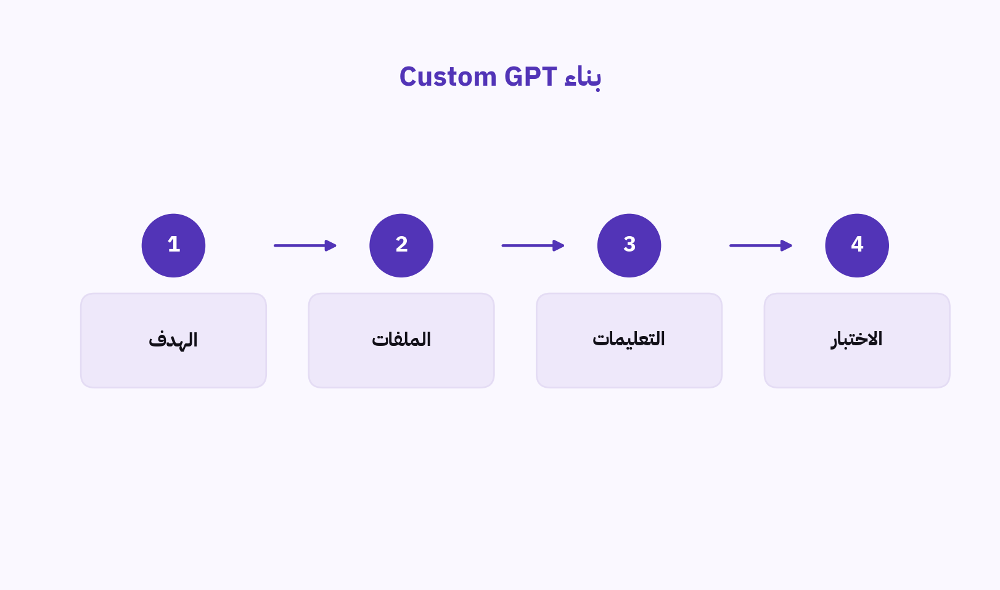 بناء Custom GPT
1
2
3
4
الهدف
الملفات
التعليمات
الاختبار